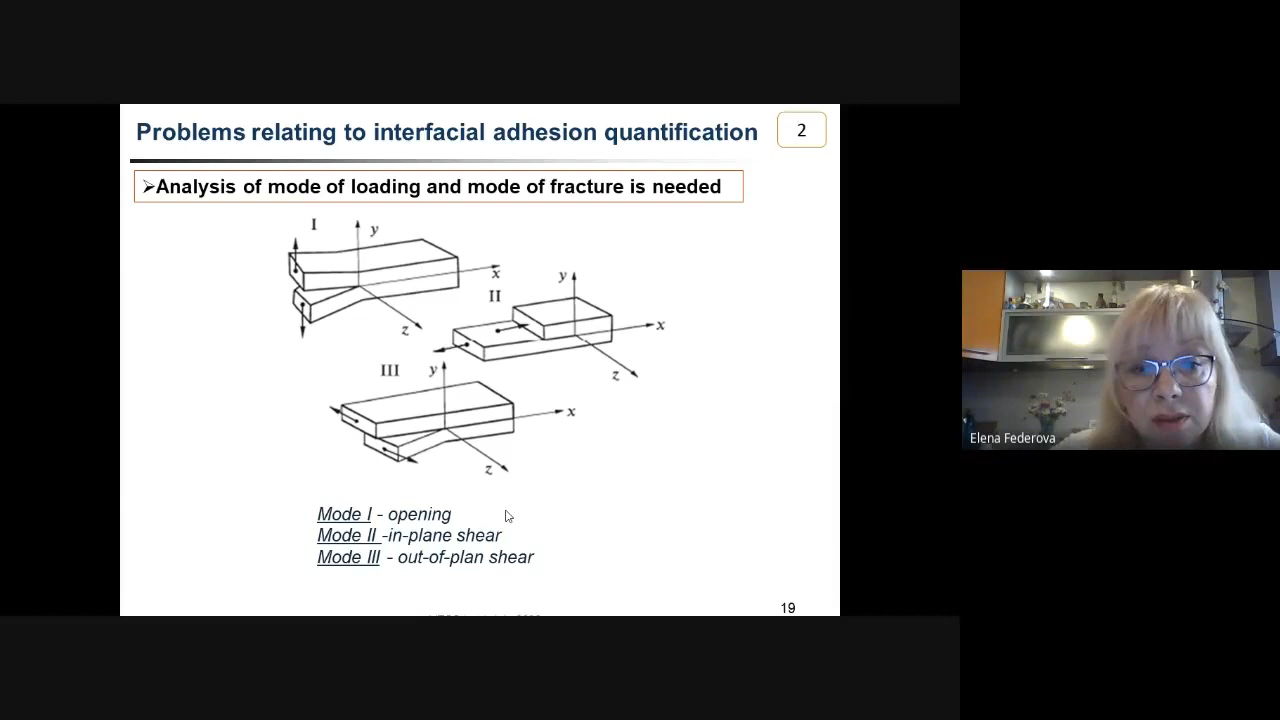 Problems relating to interfacial adhesion quantification
2
➢Analysis of mode of loading and mode of fracture is needed
I
y
x
z
II
y
x
z
III
y
x
z
Mode I - opening
Mode II -in-plane shear
Mode III - out-of-plan shear
19
Elena Federova